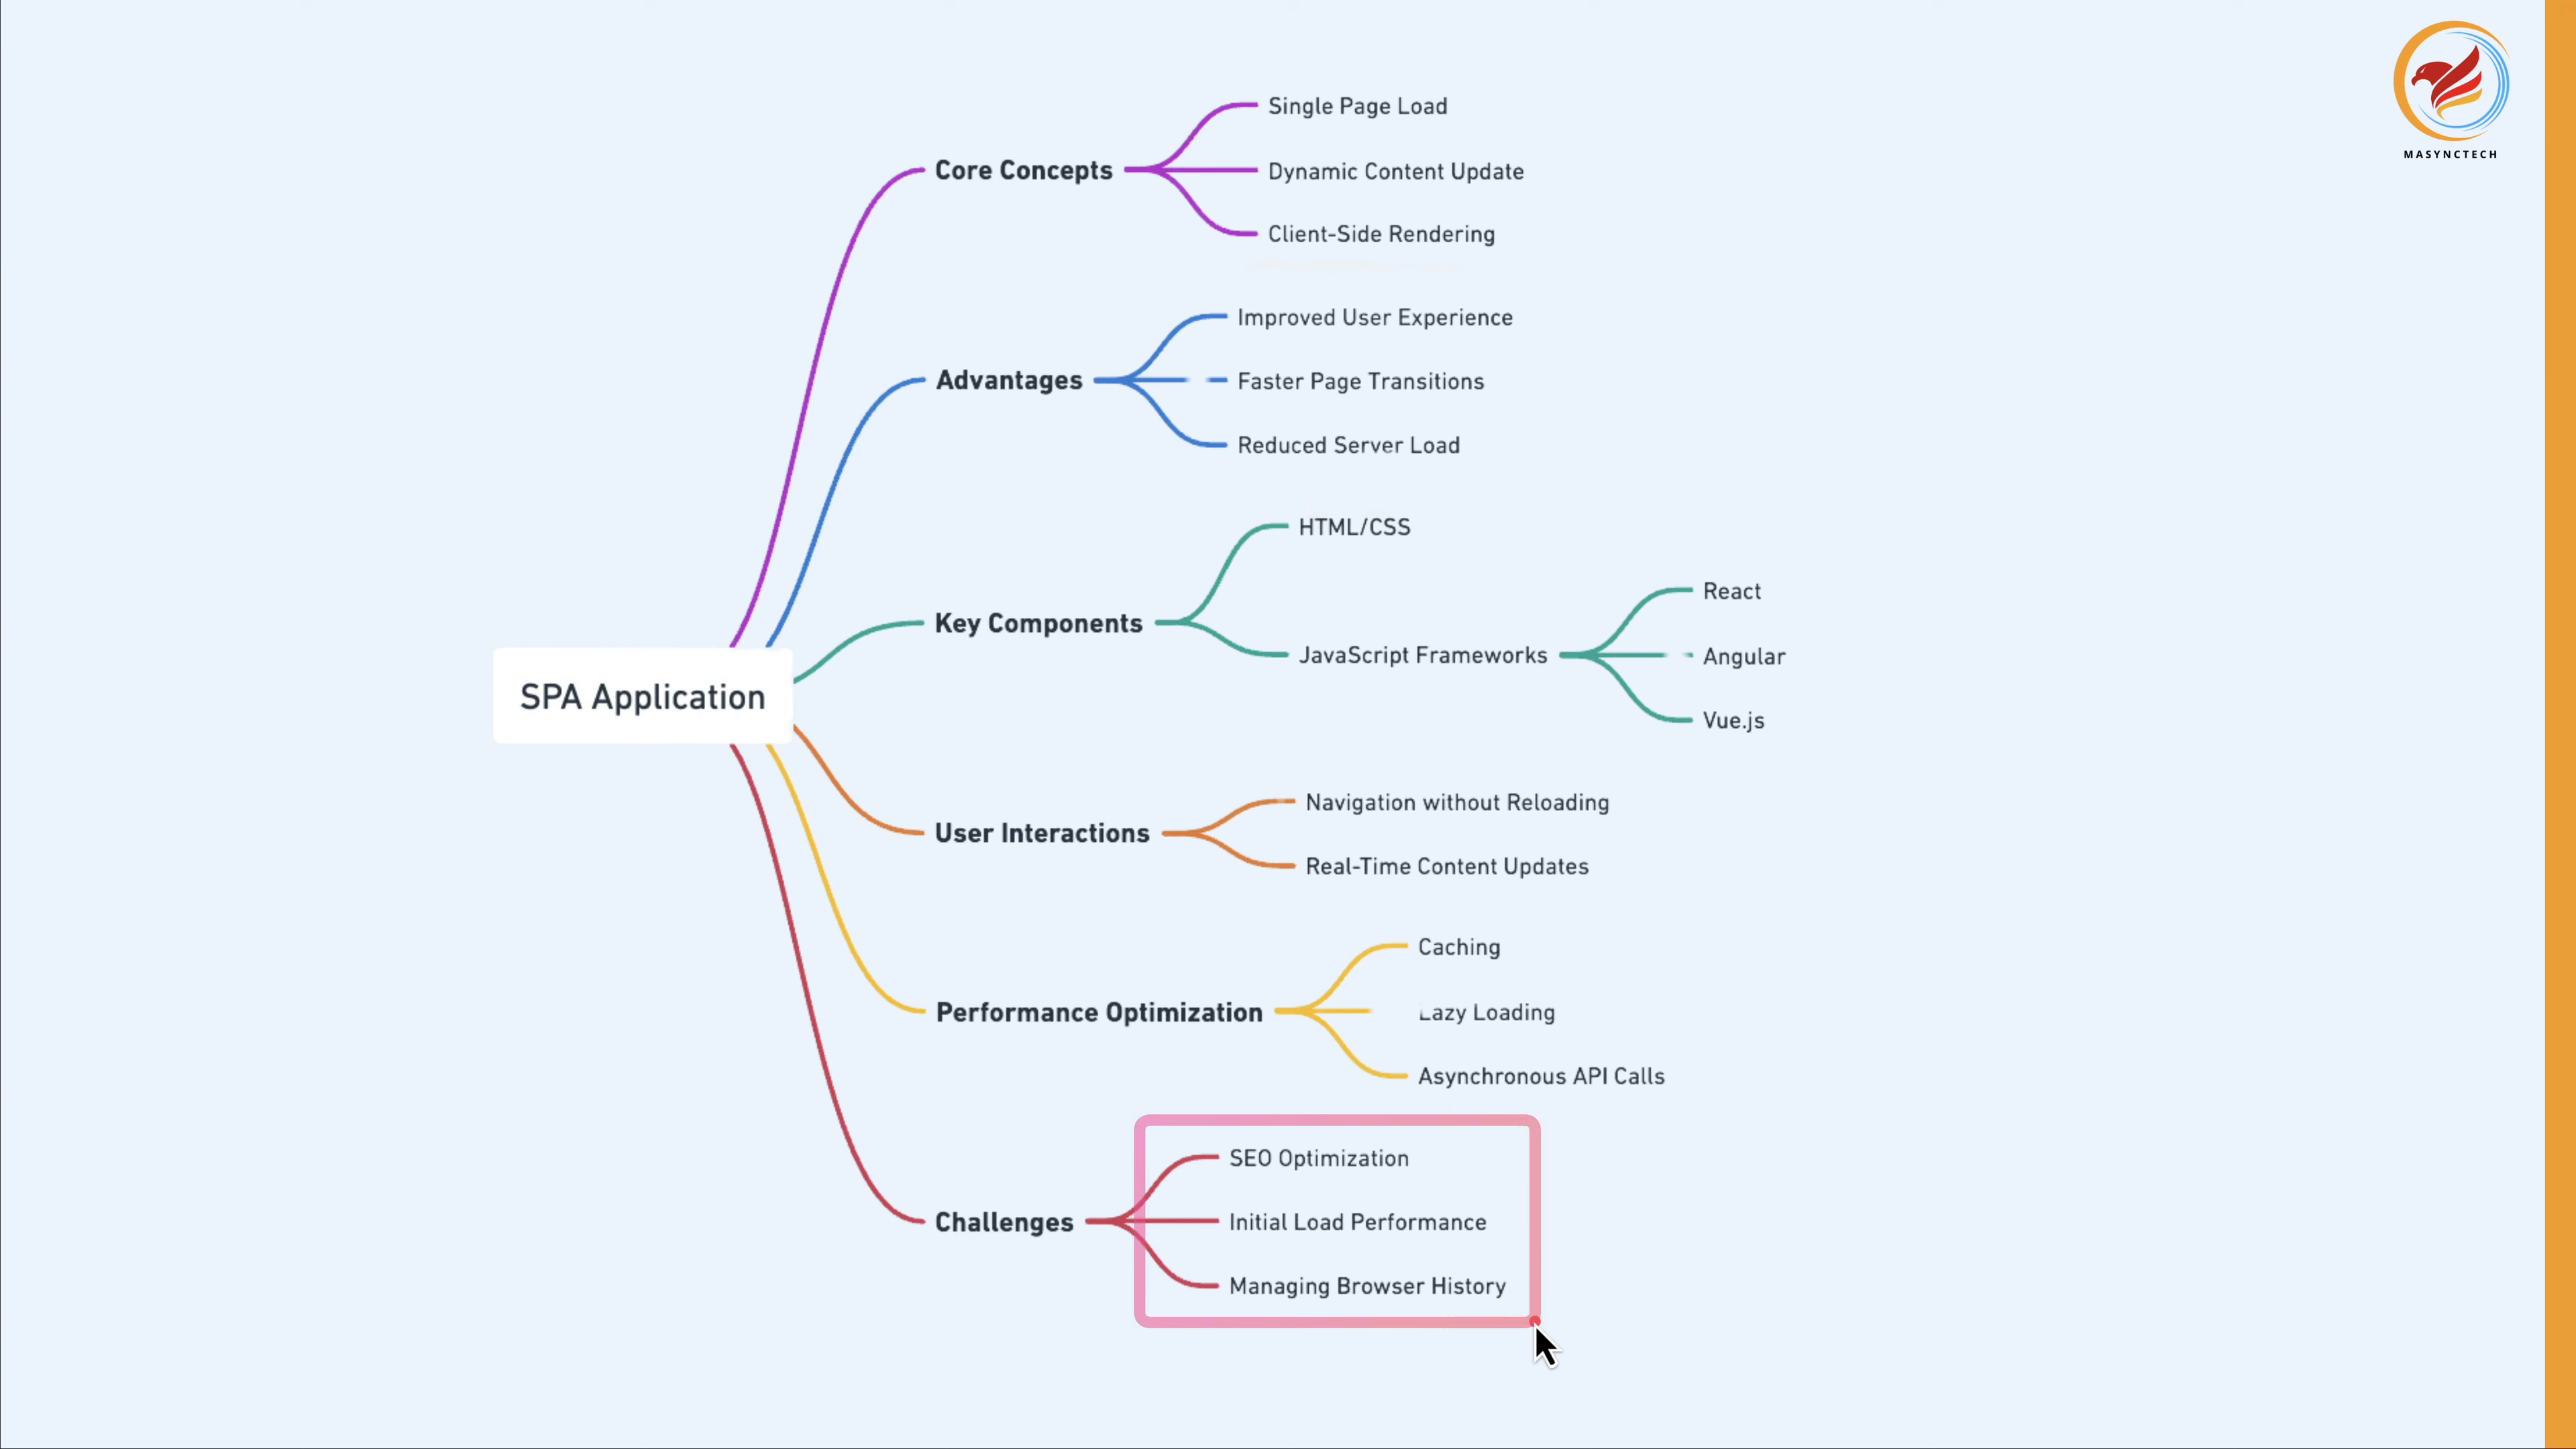 MASYNCTECH
SPA Application
Core Concepts
Single Page Load
Dynamic Content Update
Client-Side Rendering
Advantages
Improved User Experience
Faster Page Transitions
Reduced Server Load
Key Components
HTML/CSS
JavaScript Frameworks
React
Angular
Vue.js
User Interactions
Navigation without Reloading
Real-Time Content Updates
Performance Optimization
Caching
Lazy Loading
Asynchronous API Calls
Challenges
SEO Optimization
Initial Load Performance
Managing Browser History